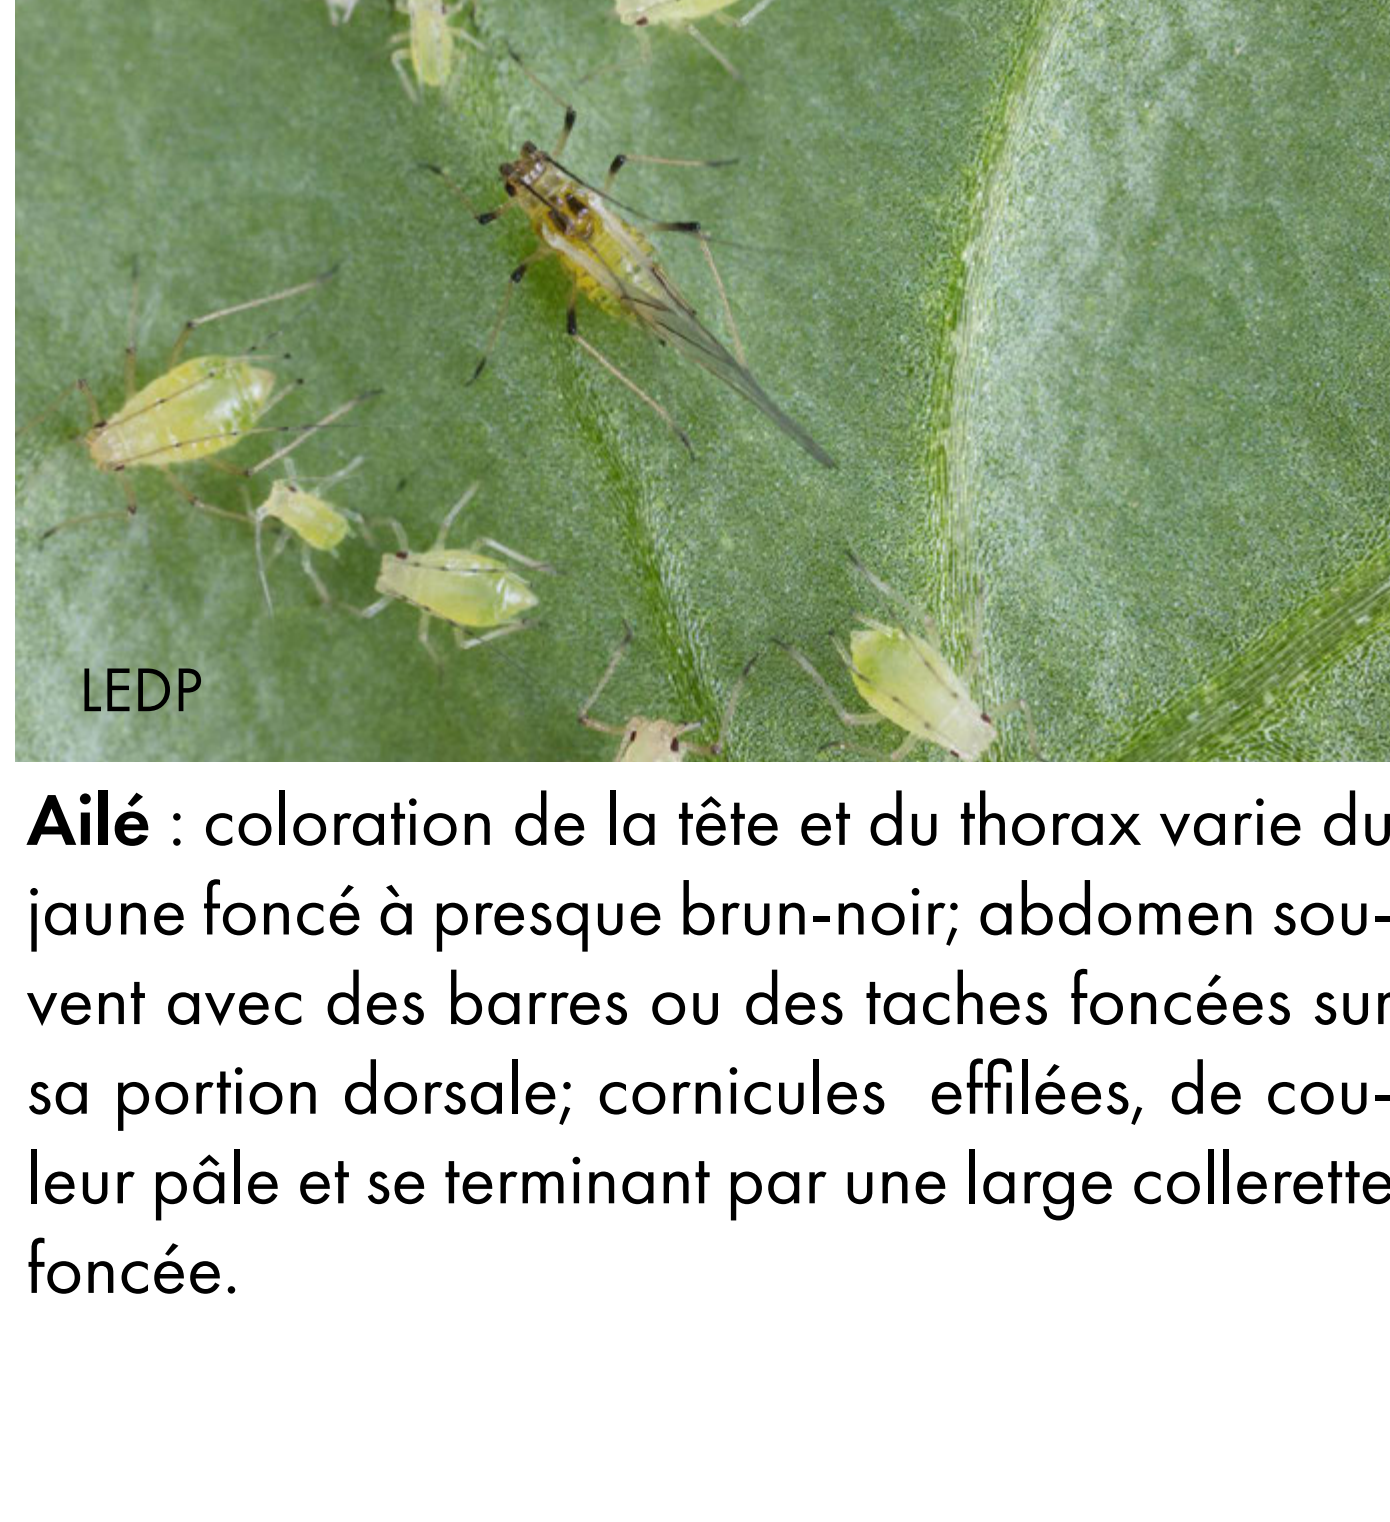 LEDP
Ailé : coloration de la tête et du thorax varie du
jaune foncé à presque brun-noir; abdomen sou-
vent avec des barres ou des taches foncées sur
sa portion dorsale; cornicules effilées, de cou-
leur pâle et se terminant par une large collerette
foncée.